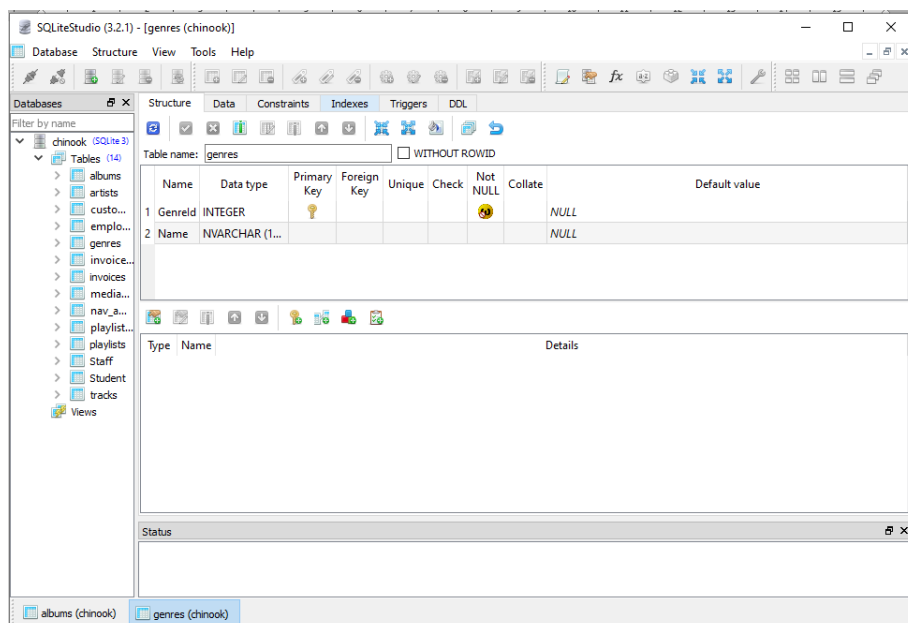 SQLiteStudio (3.2.1) - [genres (chinook)]
Database Structure View Tools Help
Databases
Filter by name
chinook (SQLite 3)
Tables (14)
albums
artists
custo...
emplo...
genres
invoice...
invoices
media...
nav_a...
playlist...
playlists
Staff
Student
tracks
Views
Structure Data Constraints Indexes Triggers DDL
Table name: genres WITHOUT ROWID
Name Data type Primary Key Foreign Key Unique Check Not NULL Collate Default value
1 GenreId INTEGER NULL
2 Name NVARCHAR (1... NULL
Type Name Details
Status
albums (chinook) genres (chinook)